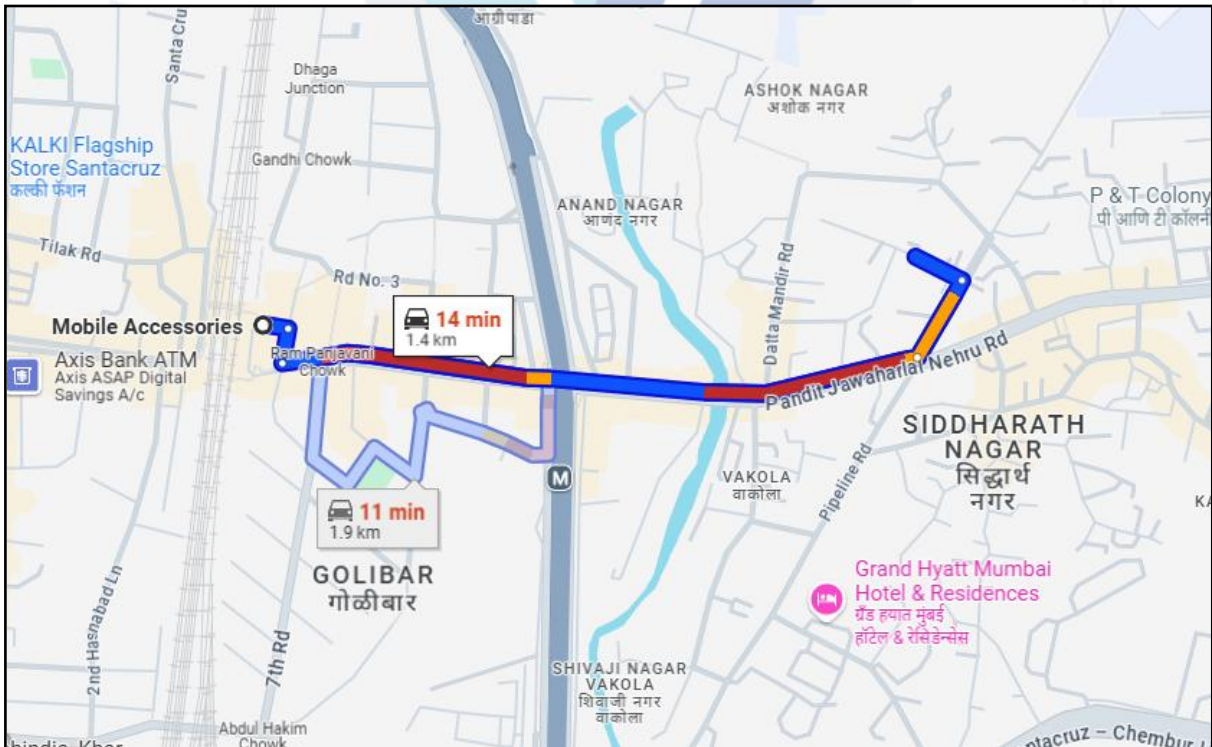 आग्रीपाडा
Santa Cru
Dhaga
Junction
ASHOK NAGAR
अशोक नगर
KALKI Flagship
Store Santacruz
कल्की फॅशन
Gandhi Chowk
ANAND NAGAR
आणंद नगर
P & T Colony
पी आणि टी कॉलनी
Tilak Rd
Rd No. 3
Datta Mandir Rd
Mobile Accessories
14 min
1.4 km
Axis Bank ATM
Axis ASAP Digital
Savings A/c
Ram Panjavani
Chowk
Pandit Jawaharlal Nehru Rd
SIDDHARATH
NAGAR
सिद्धार्थ
नगर
M
VAKOLA
वाकोला
Pipeline Rd
11 min
1.9 km
GOLIBAR
गोळीबार
Grand Hyatt Mumbai
Hotel & Residences
ग्रँड हयात मुंबई
हॉटेल & रेसिडेन्सेस
2nd Hasnabad Ln
7th Rd
SHIVAJI NAGAR
VAKOLA
शिवाजी नगर
वाकोला
Abdul Hakim
Chowk
ntacruz – Chembur